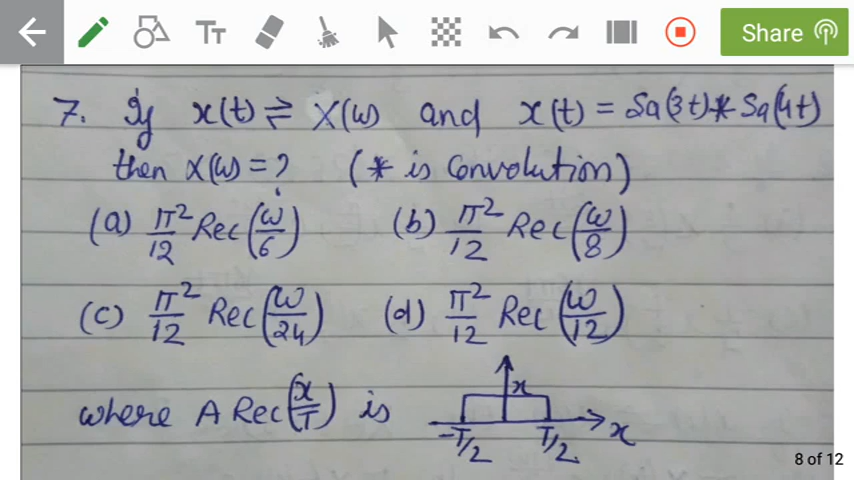 TT Share
7. If x(t) ⇌ X(ω) and x(t) = Sa(3t) * Sa(4t)
then X(ω) = ? (* is Convolution)
(a) π²/12 Rec(ω/6) (b) π²/12 Rec(ω/8)
(c) π²/12 Rec(ω/24) (d) π²/12 Rec(ω/12)
where A Rec(x/T) is x
-T/2 T/2. x
8 of 12